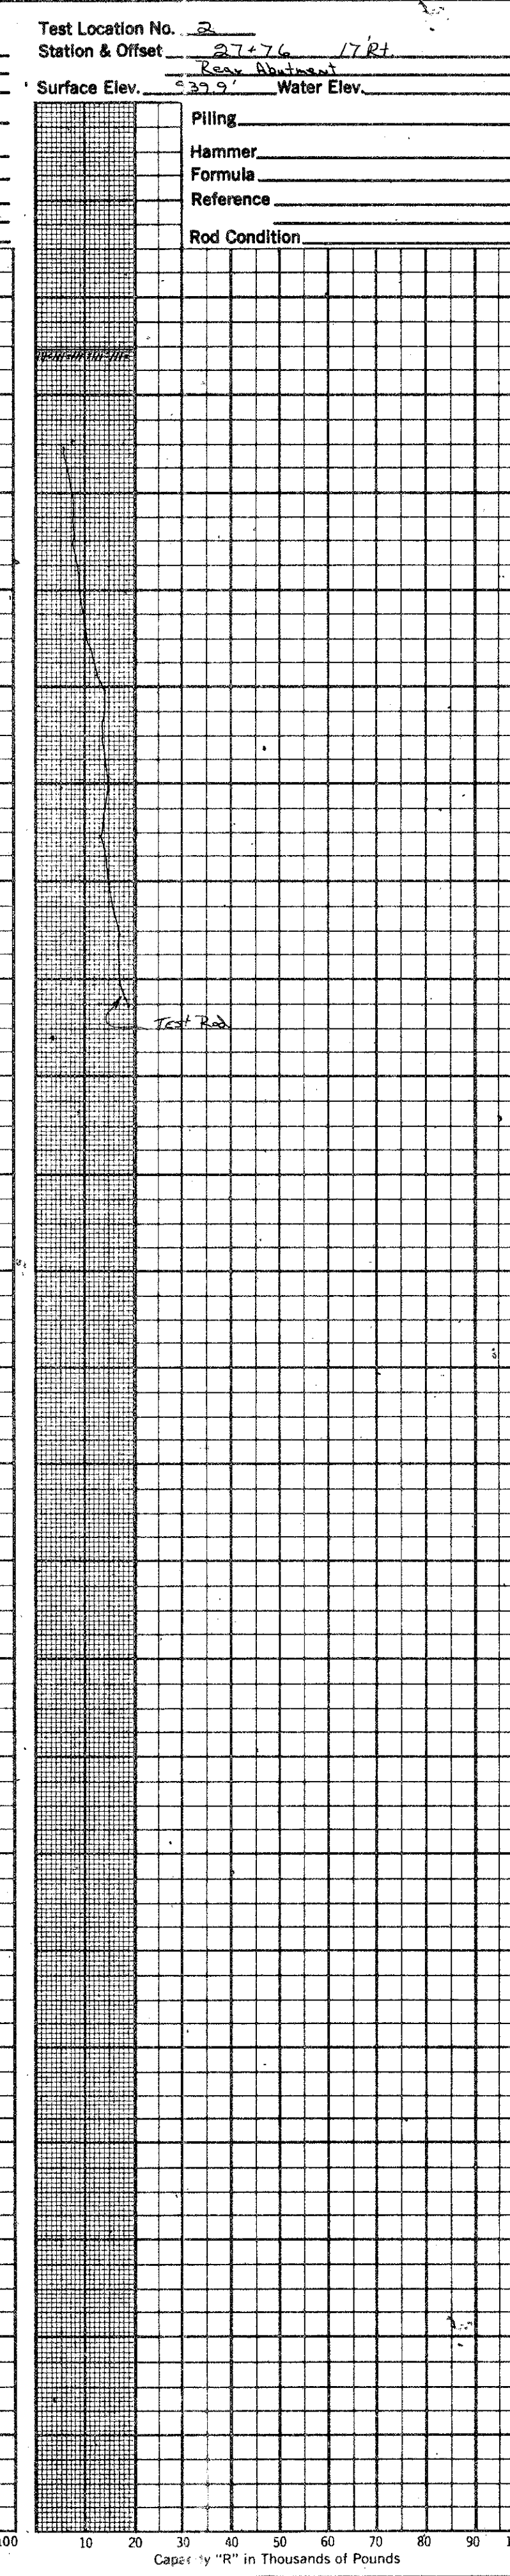 Test Location No. 2
Station & Offset 27+76 17' Rt.
Rear Abutment
Surface Elev. 939.9' Water Elev.
Piling
Hammer
Formula
Reference
Rod Condition
Test Rod
10 20 30 40 50 60 70 80 90
Capacity "R" in Thousands of Pounds